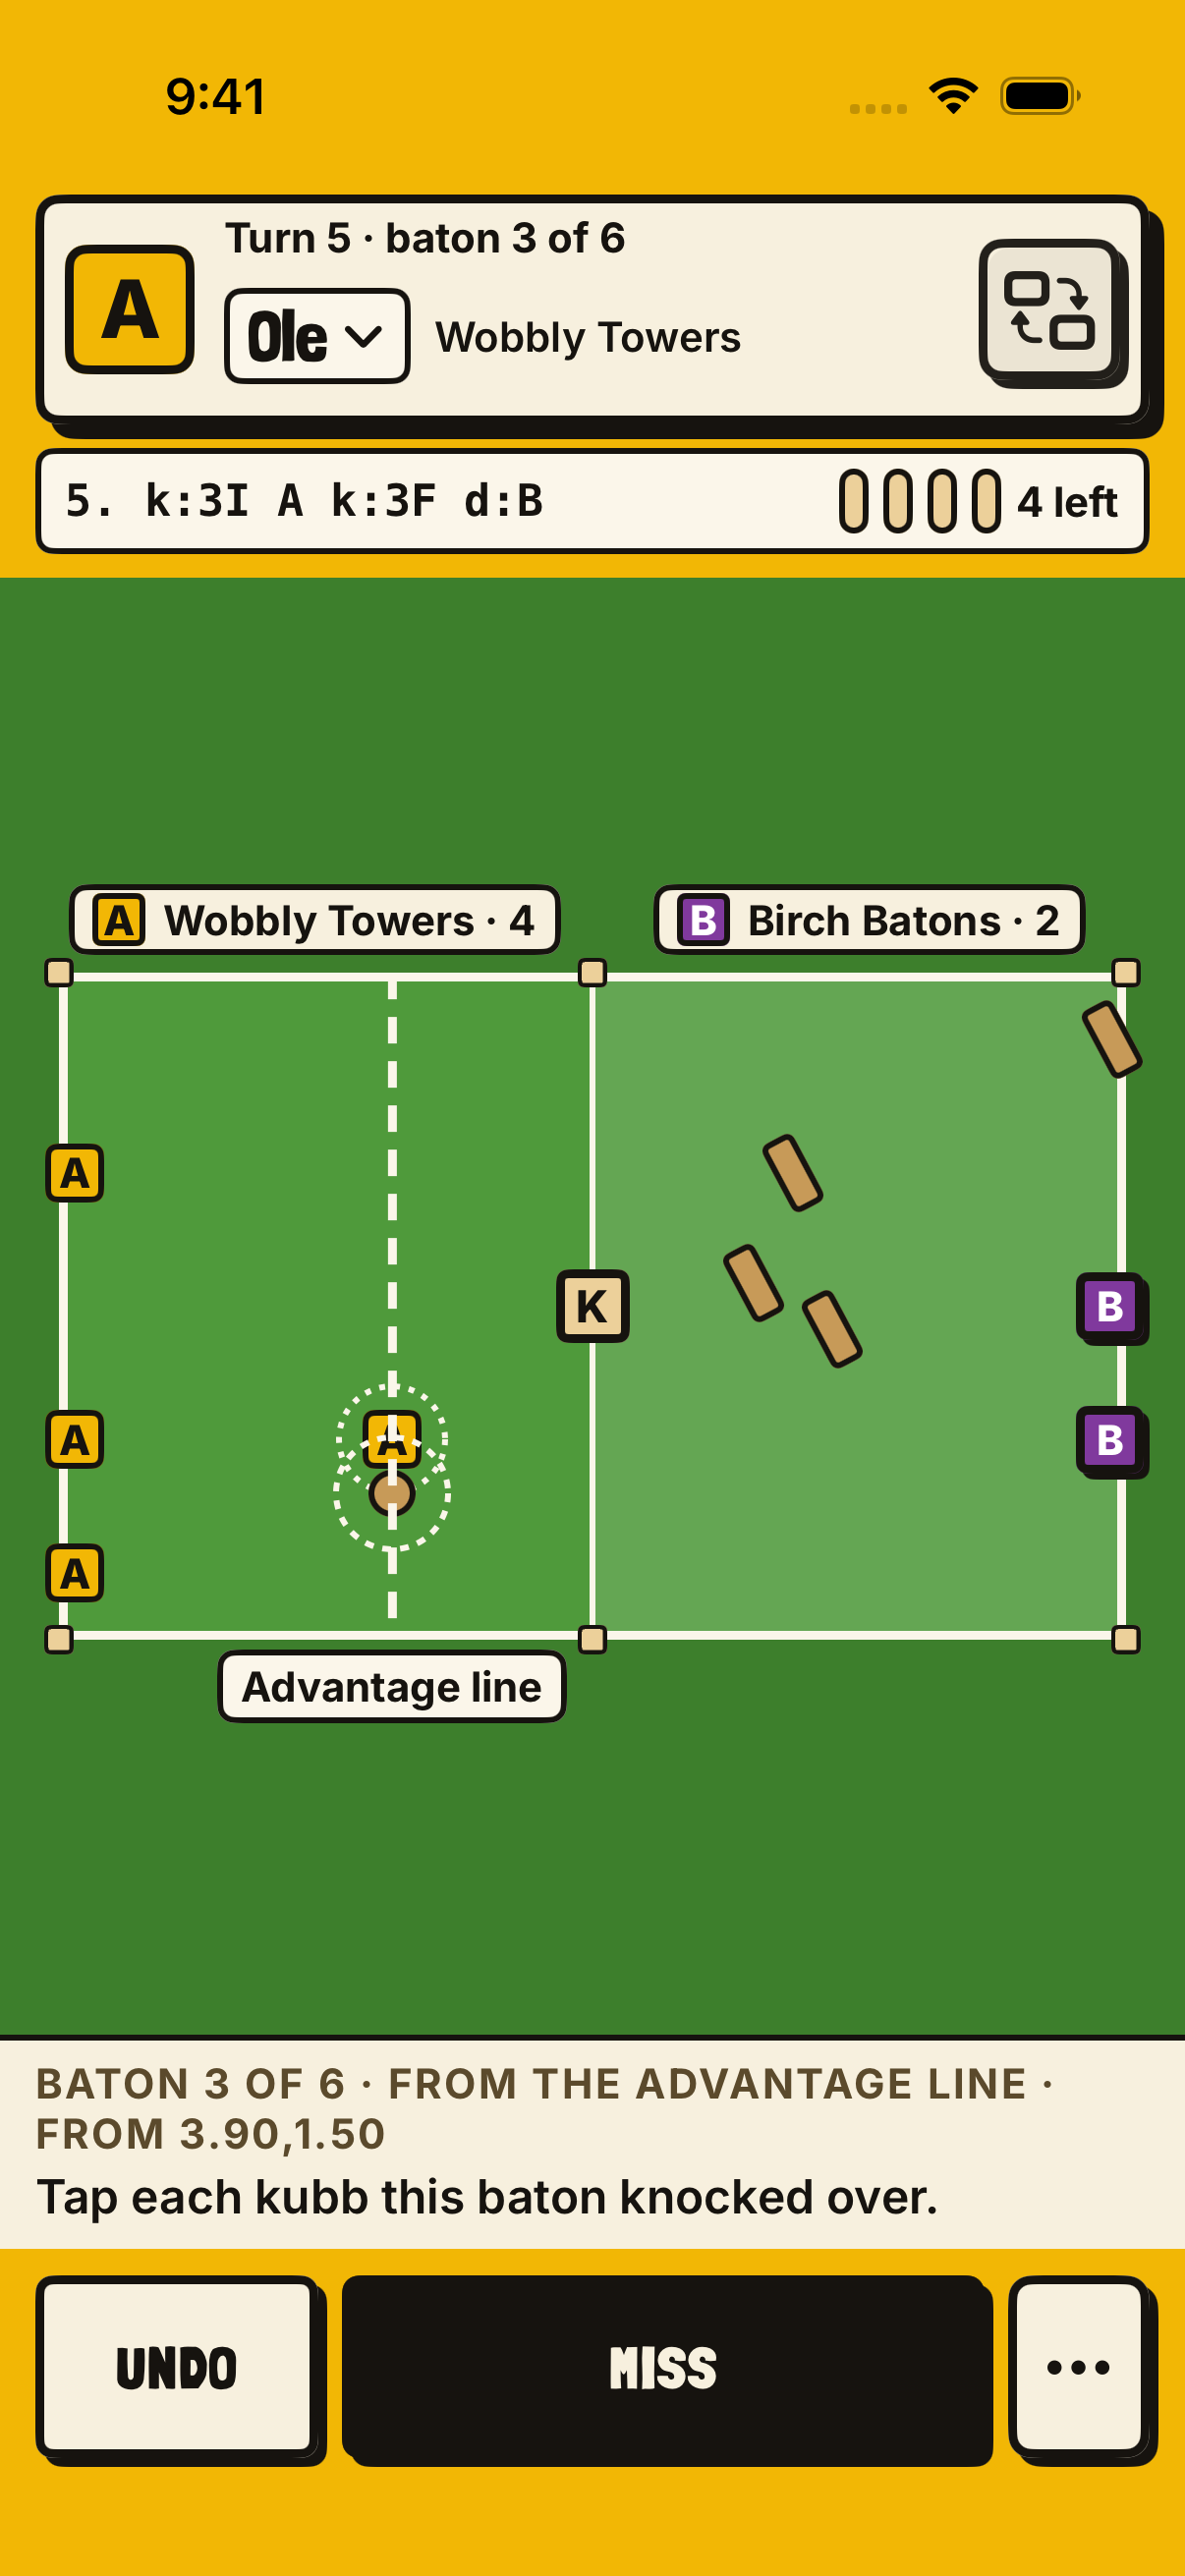 9:41
A
Turn 5 · baton 3 of 6
Ole
Wobbly Towers
5. k:3I A k:3F d:B
4 left
A Wobbly Towers · 4
B Birch Batons · 2
A
K
B
A
A
B
A
Advantage line
BATON 3 OF 6 · FROM THE ADVANTAGE LINE ·
FROM 3.90,1.50
Tap each kubb this baton knocked over.
UNDO
MISS